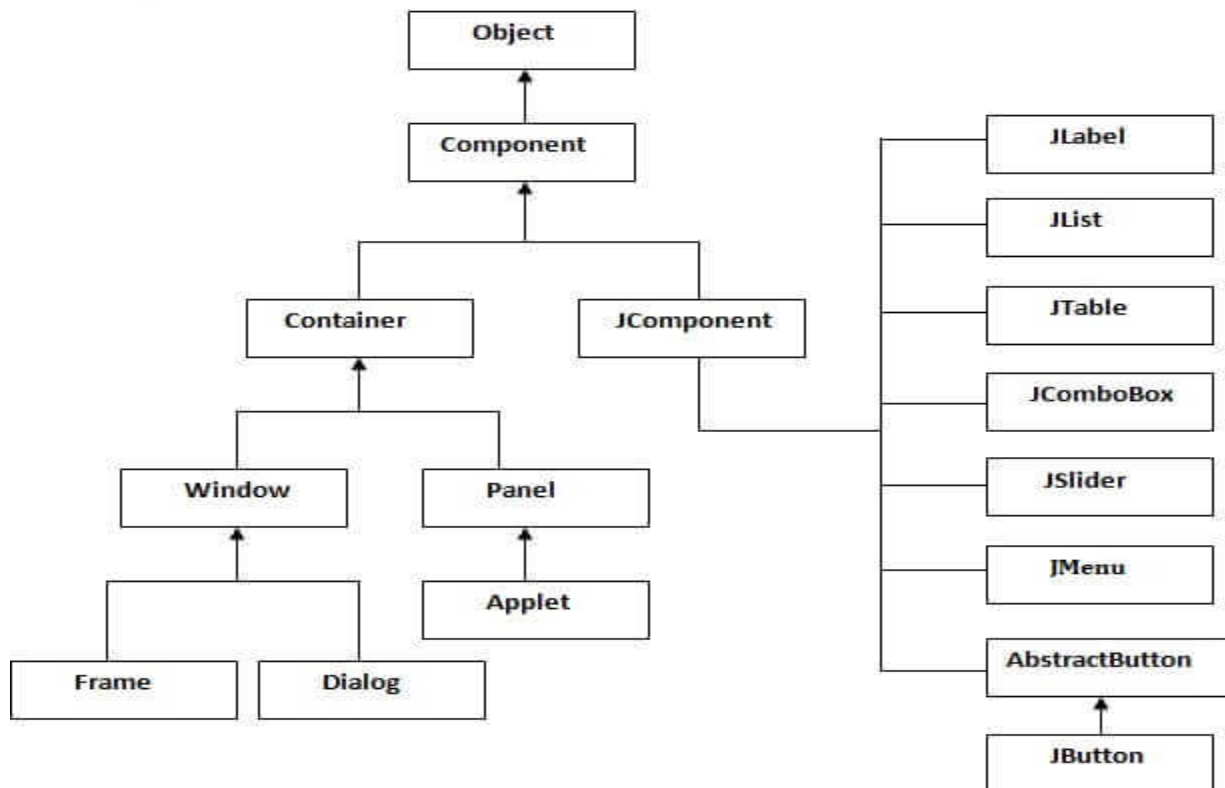 Object
Component
Container
JComponent
Window
Panel
Applet
Frame
Dialog
JLabel
JList
JTable
JComboBox
JSlider
JMenu
AbstractButton
JButton